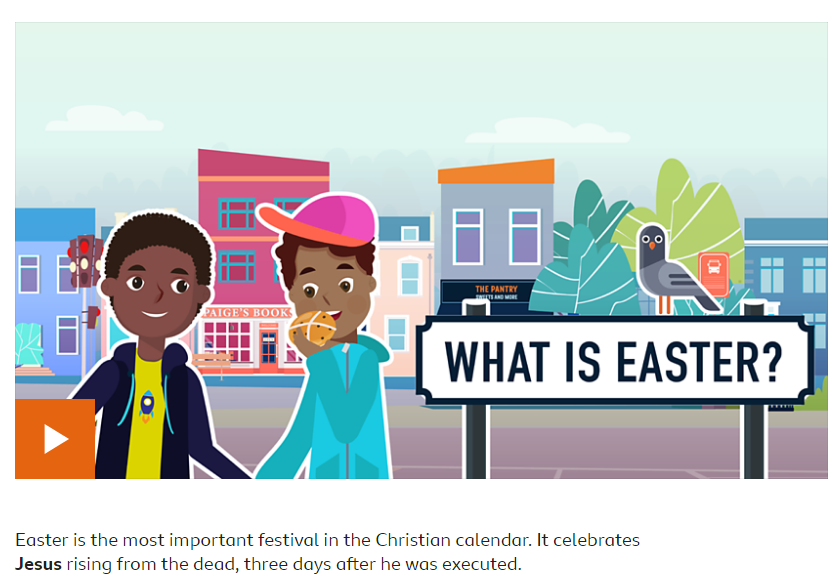 PAIGE'S BOOK
THE PANTRY
SWEETS AND MORE
WHAT IS EASTER?
Easter is the most important festival in the Christian calendar. It celebrates
Jesus rising from the dead, three days after he was executed.